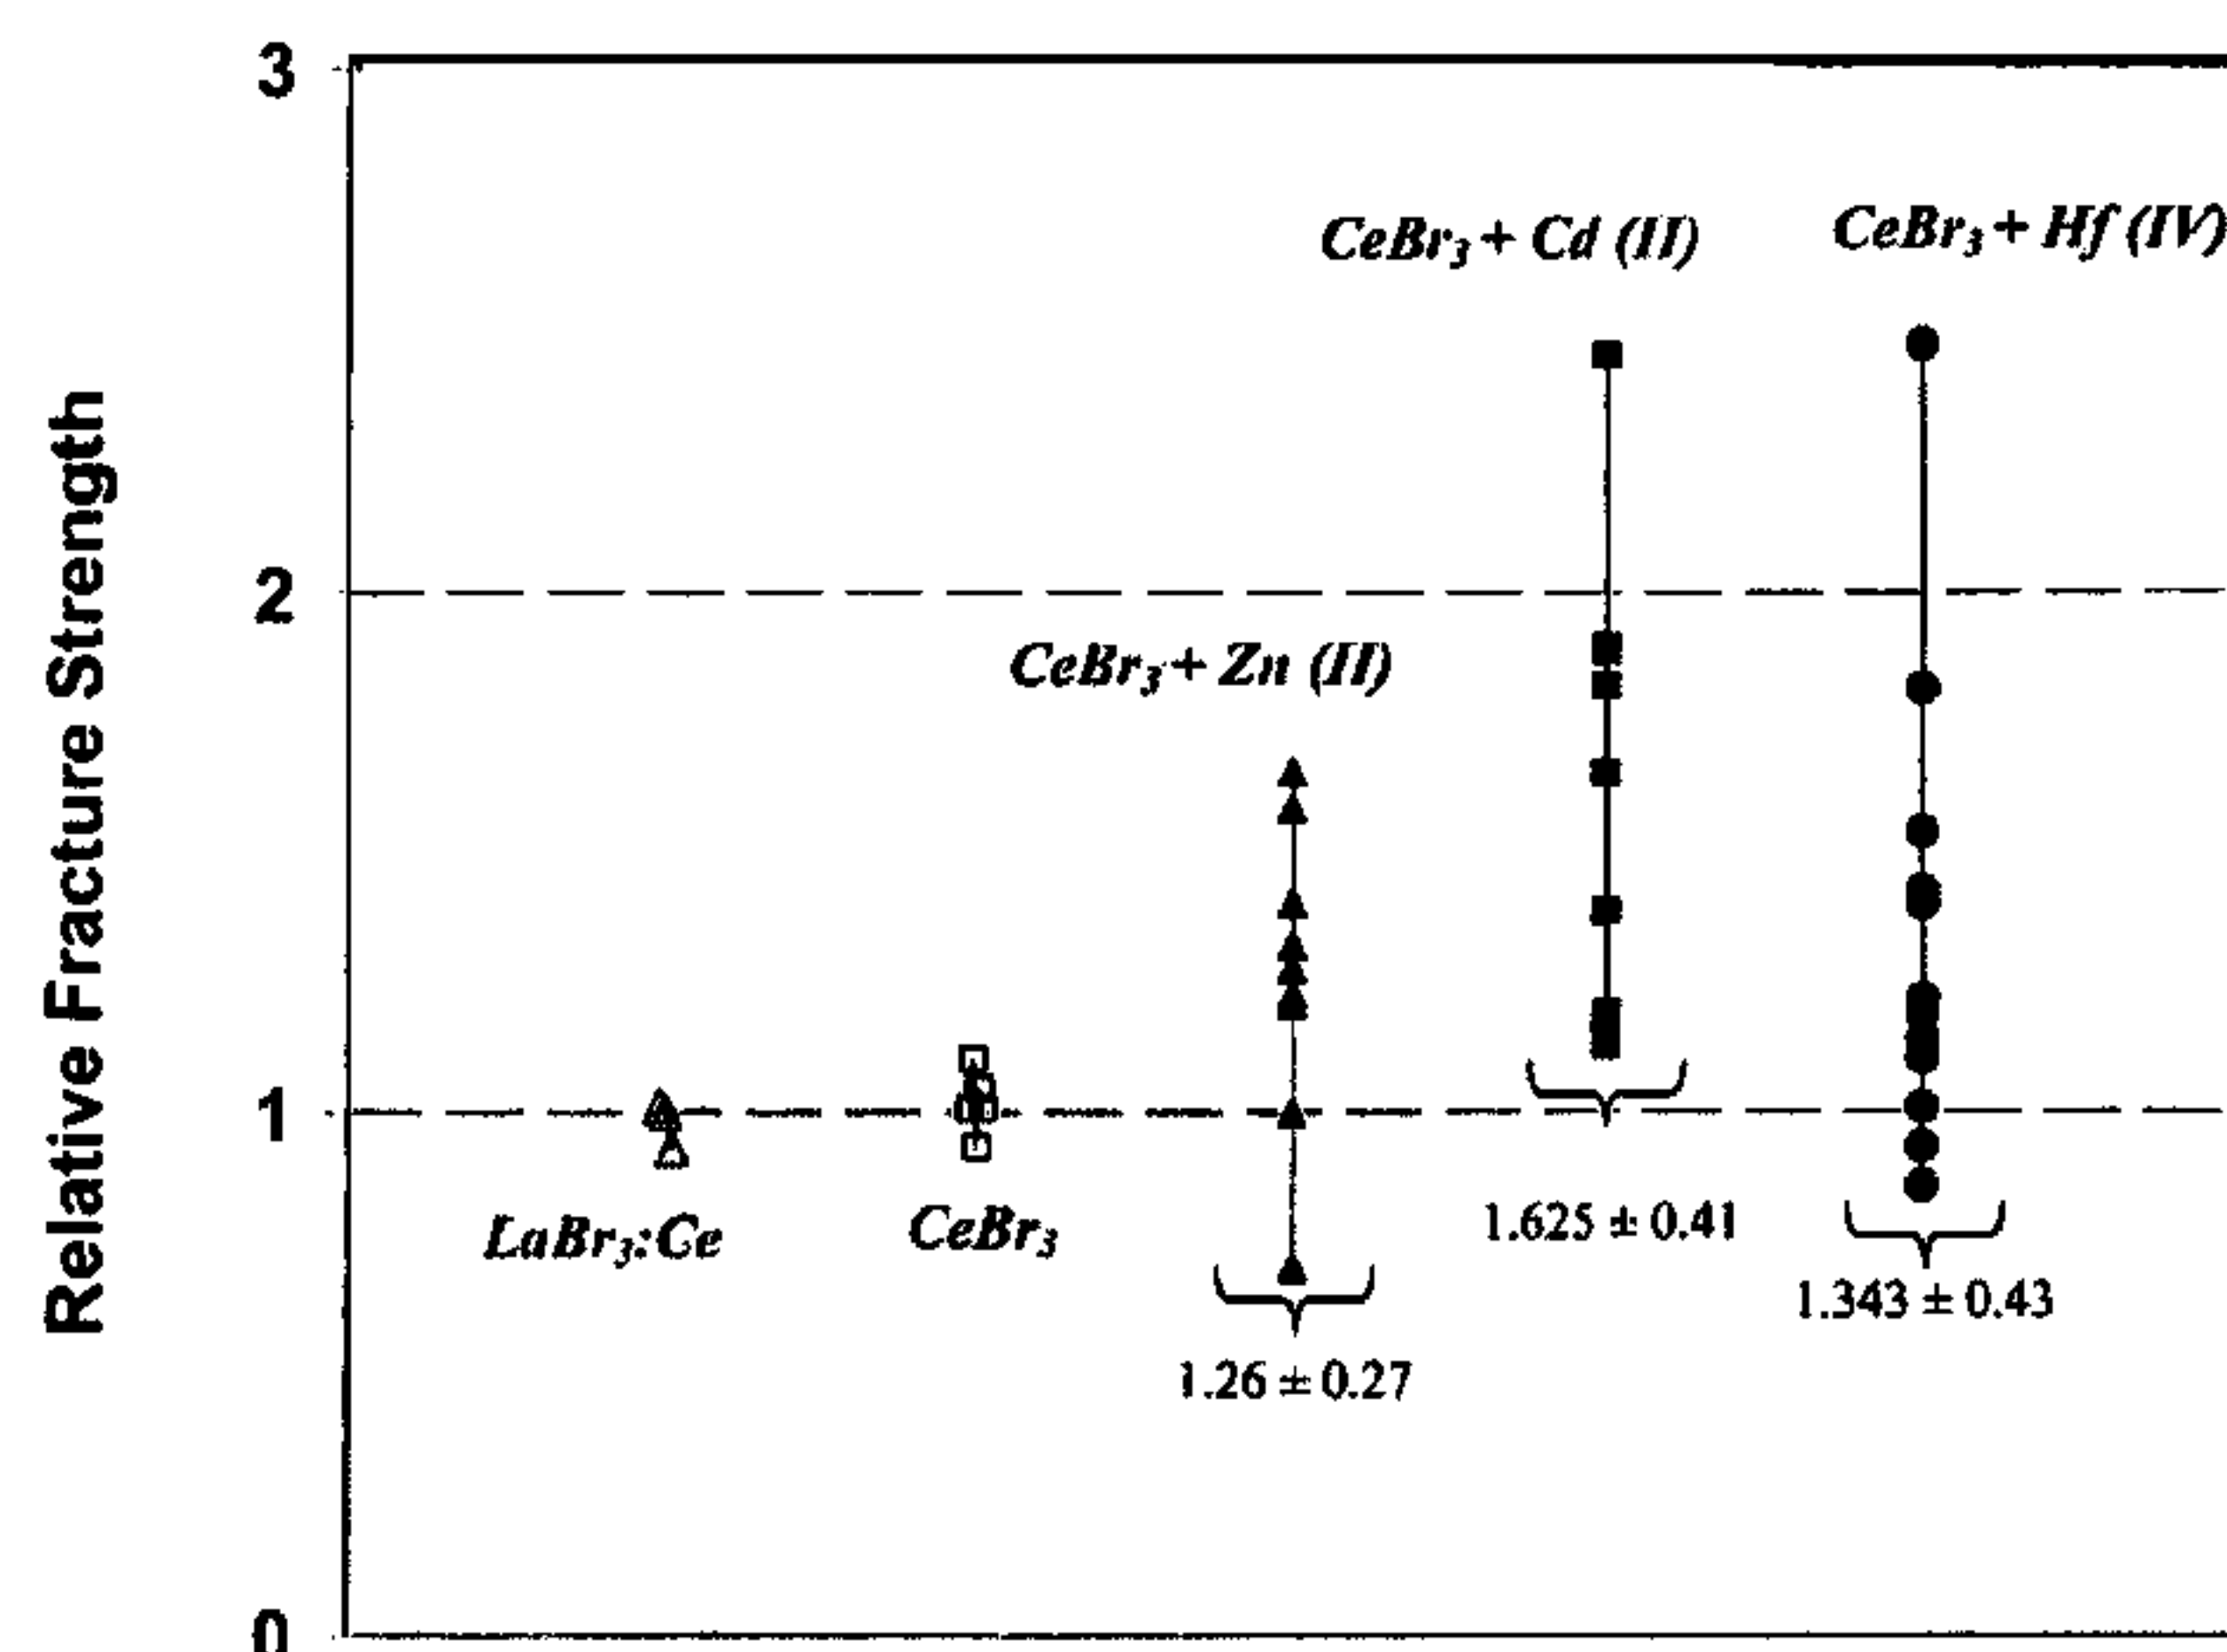 3
CeBr₃ + Cd (II)
CeBr₃ + Hf (IV)
Relative Fracture Strength
2
CeBr₃ + Zn (II)
1
LaBr₃:Ce
CeBr₃
1.625 ± 0.41
1.343 ± 0.43
1.26 ± 0.27
0